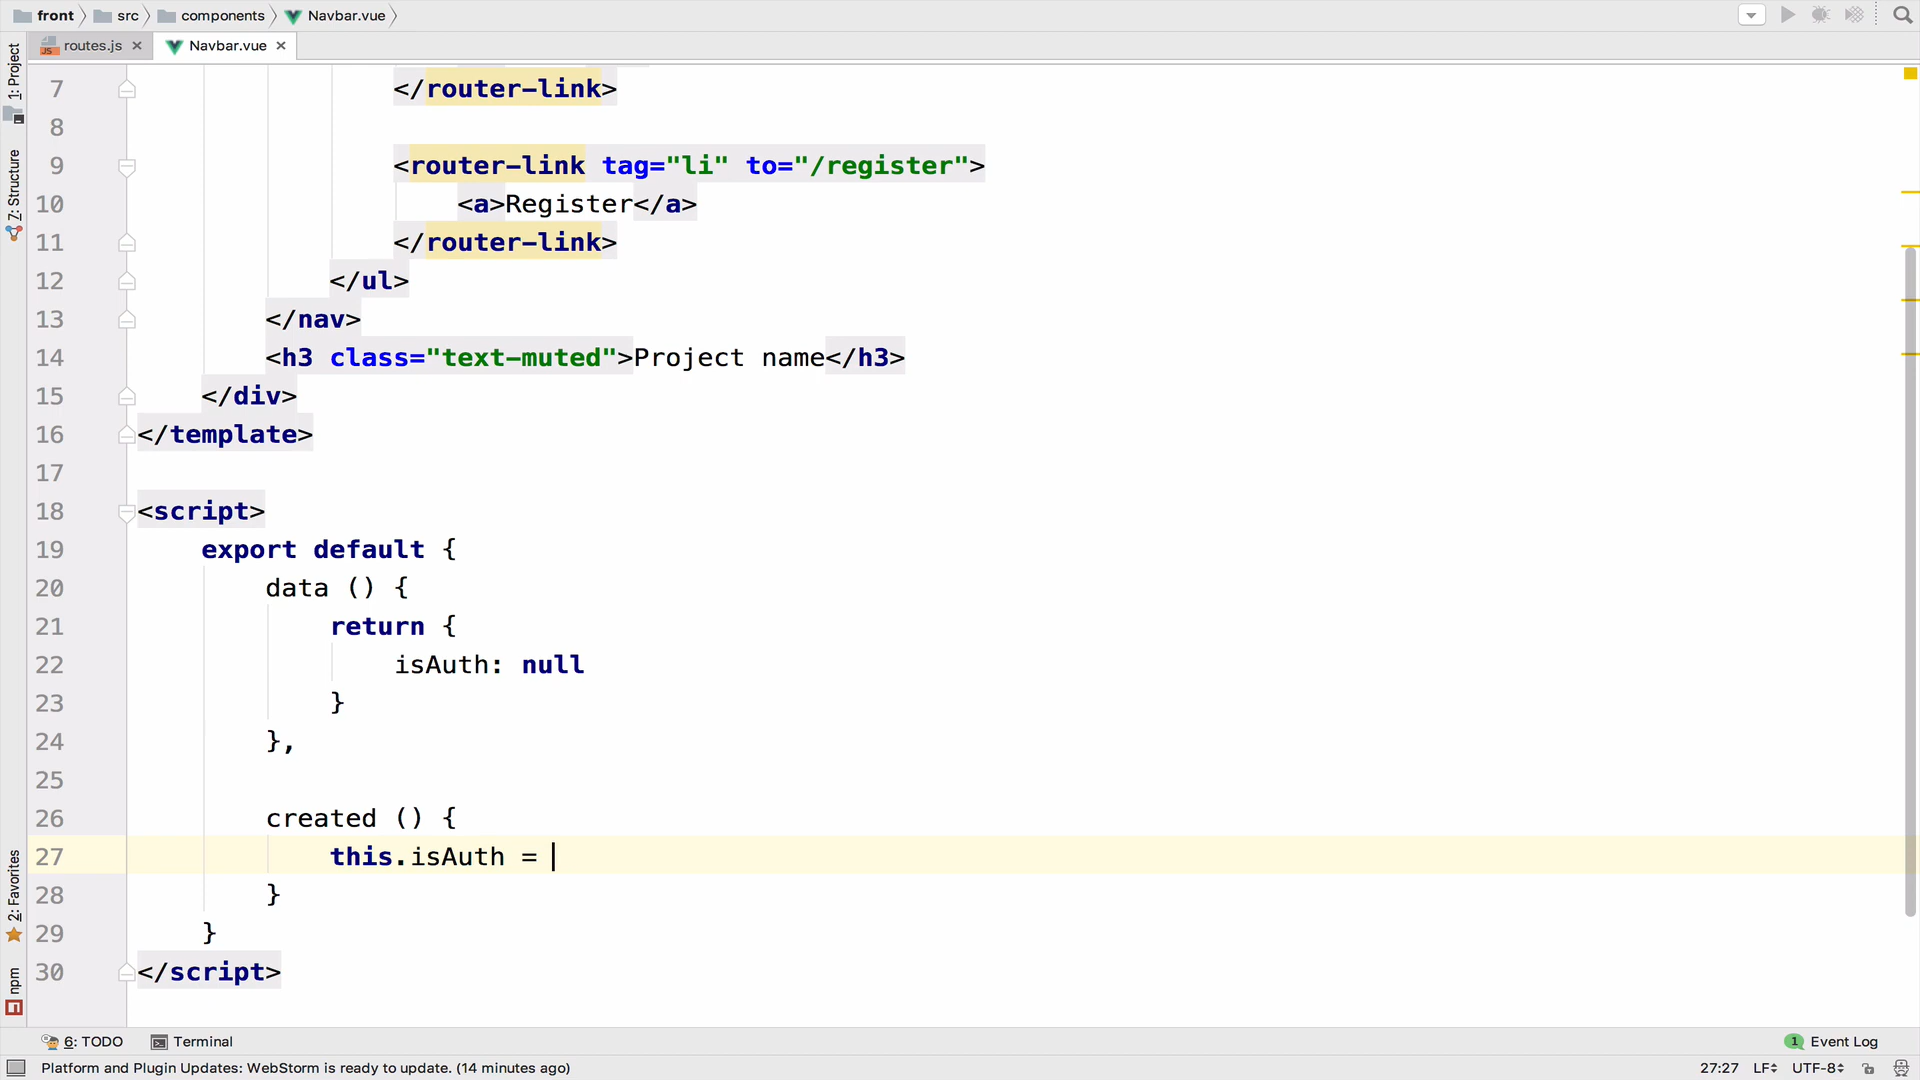 front src components Navbar.vue
routes.js Navbar.vue
1: Project
7: Structure
2: Favorites
npm
7 </router-link>
8
9 <router-link tag="li" to="/register">
10 <a>Register</a>
11 </router-link>
12 </ul>
13 </nav>
14 <h3 class="text-muted">Project name</h3>
15 </div>
16 </template>
17
18 <script>
19 export default {
20 data () {
21 return {
22 isAuth: null
23 }
24 },
25
26 created () {
27 this.isAuth =
28 }
29 }
30 </script>
6: TODO Terminal 1 Event Log
Platform and Plugin Updates: WebStorm is ready to update. (14 minutes ago) 27:27 LF UTF-8